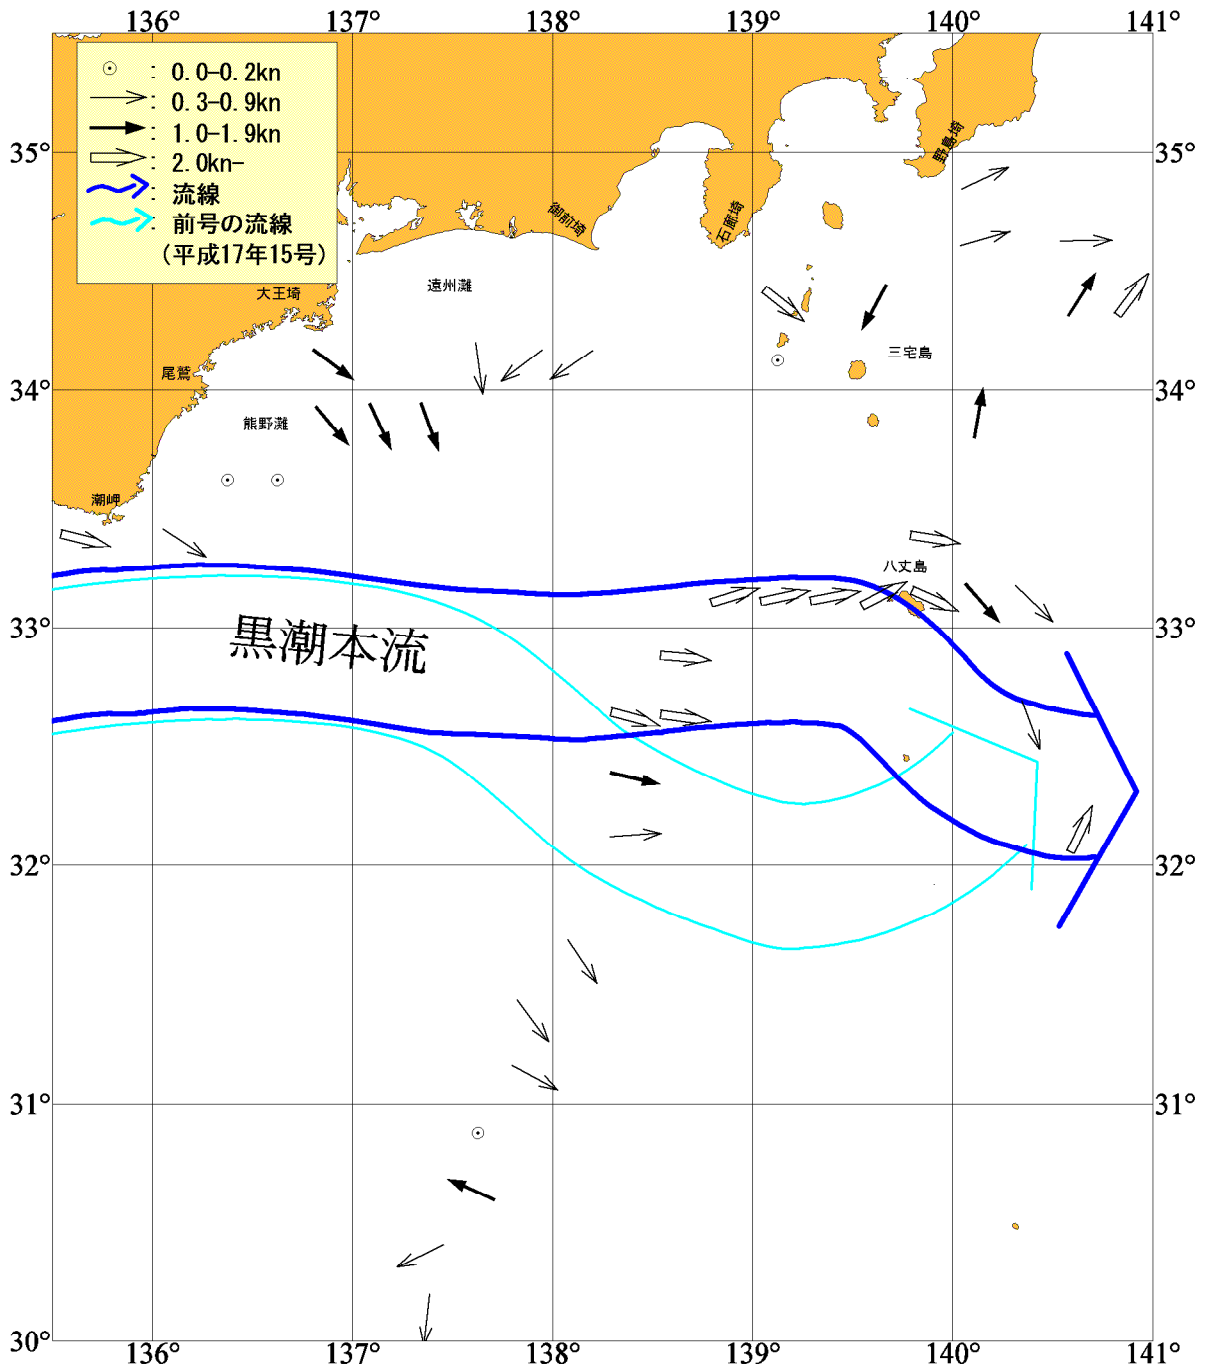 136° 137° 138° 139° 140° 141°
: 0.0-0.2kn
: 0.3-0.9kn
: 1.0-1.9kn
: 2.0kn-
: 流線
: 前号の流線
(平成17年15号)
35° 35°
野島埼
御前埼
石廊埼
大王埼
遠州灘
三宅島
尾鷲
34° 34°
熊野灘
潮岬
八丈島
33° 33°
黒潮本流
32° 32°
31° 31°
30° 30°
136° 137° 138° 139° 140° 141°